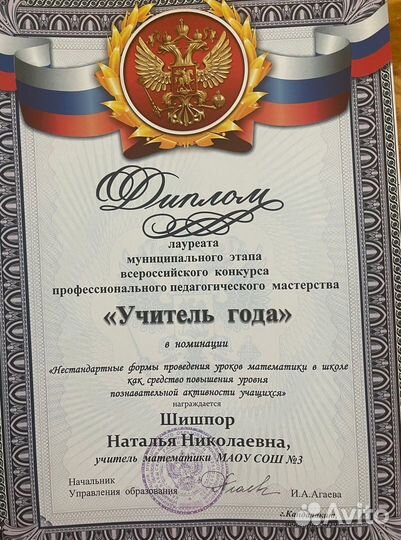 Диплом
лауреата
муниципального этапа
всероссийского конкурса
профессионального педагогического мастерства
«Учитель года»
в номинации
«Нестандартные формы проведения уроков математики в школе
как средство повышения уровня
познавательной активности учащихся»
награждается
Шишпор
Наталья Николаевна,
учитель математики МАОУ СОШ №3
Начальник
Управления образования
И.А.Агаева
г.Кандалакша,
Avito